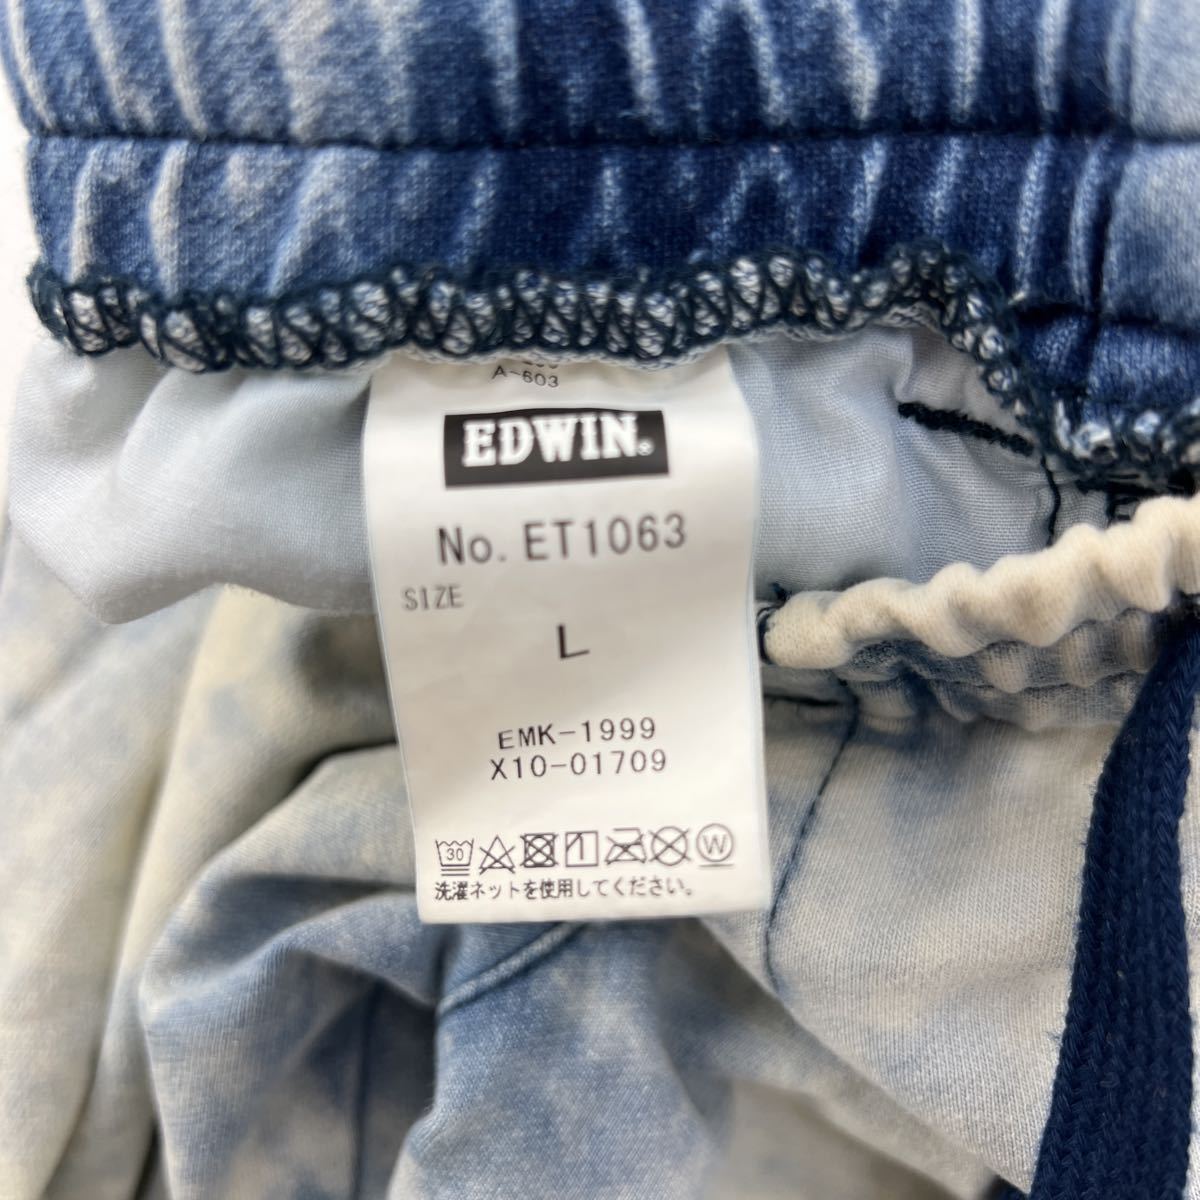 A-603
EDWIN®
No. ET1063
SIZE
L
EMK-1999
X10-01709
30 W
洗濯ネットを使用してください。